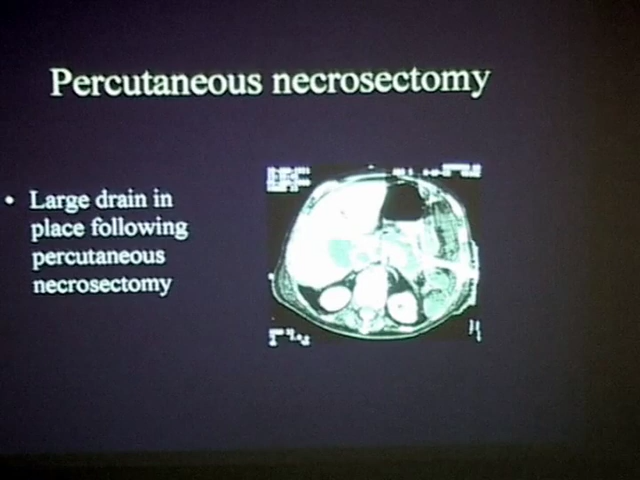 Percutaneous necrosectomy
• Large drain in
place following
percutaneous
necrosectomy